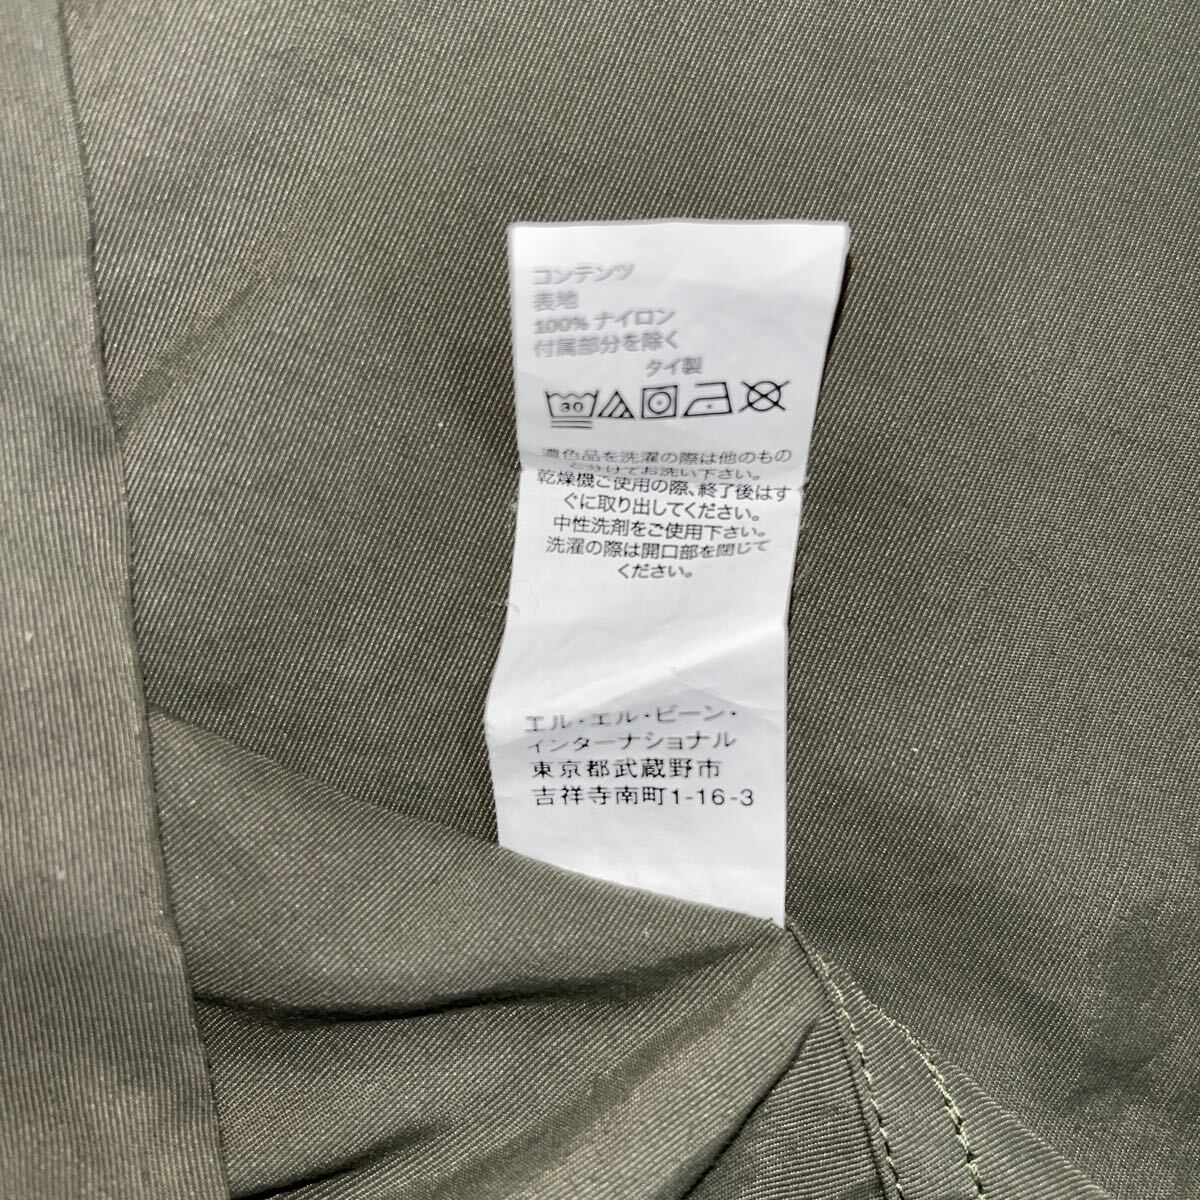 コンテンツ
表地
100% ナイロン
付属部分を除く
タイ製
30
濃色品を洗濯の際は他のもの
と分けてお洗い下さい。
乾燥機ご使用の際、終了後はす
ぐに取り出してください。
中性洗剤をご使用下さい。
洗濯の際は開口部を閉じて
ください。
エル・エル・ビーン・
インターナショナル
東京都武蔵野市
吉祥寺南町1-16-3